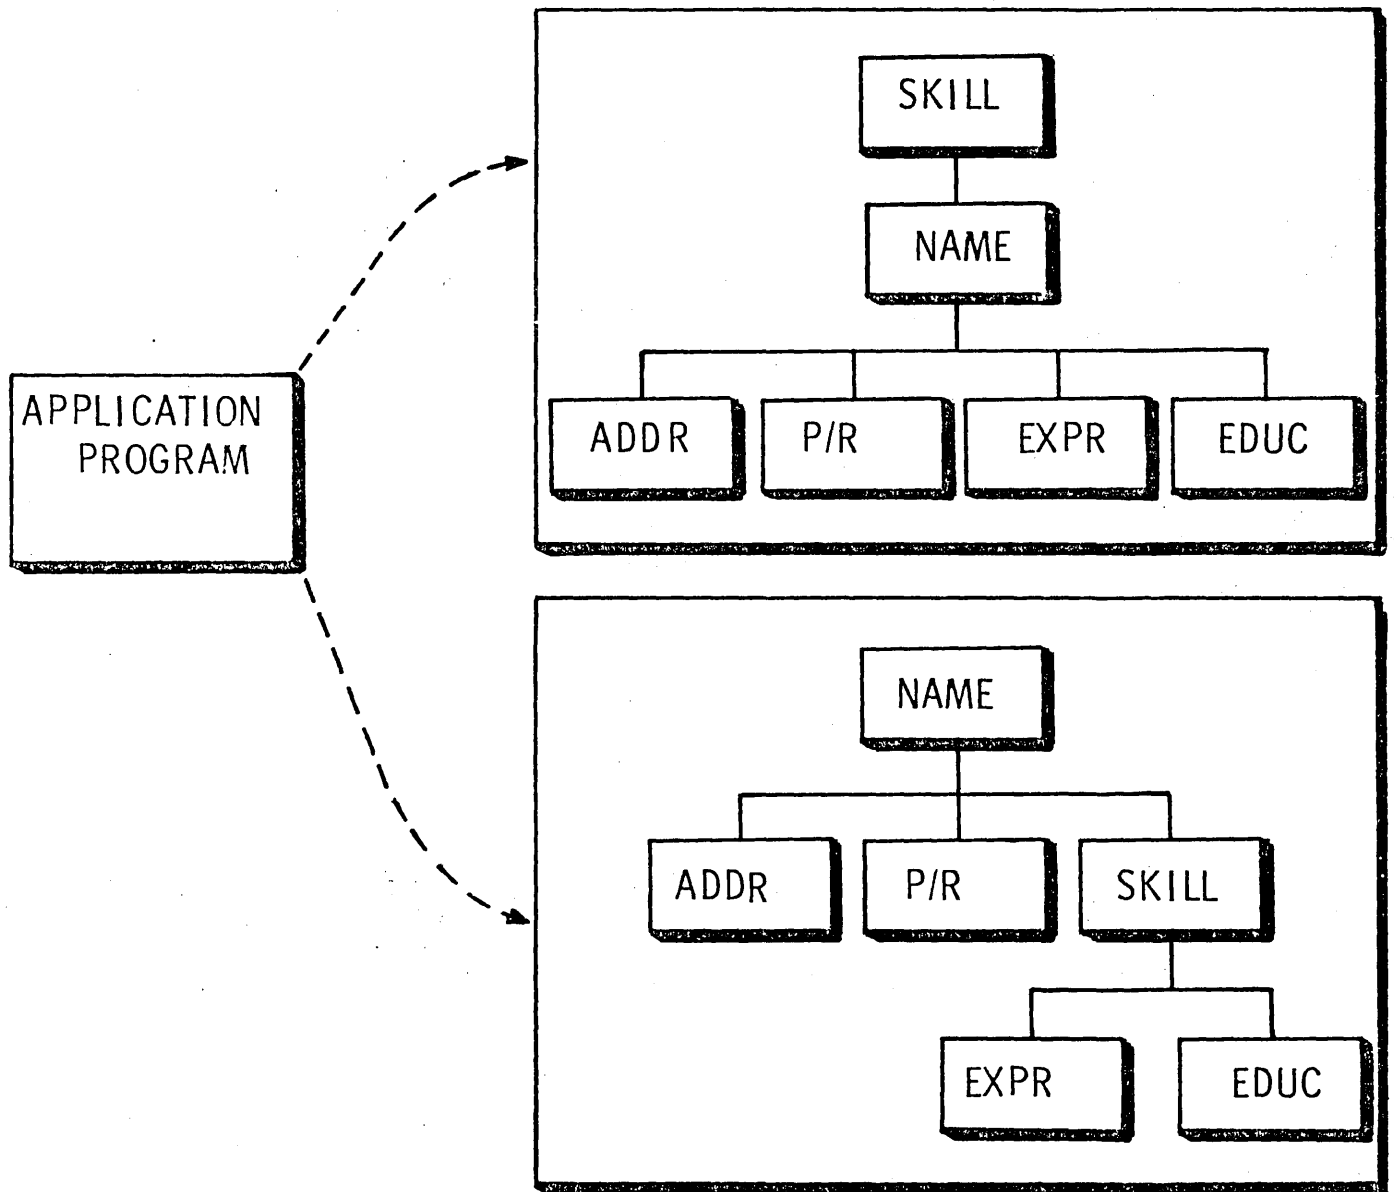 APPLICATION
PROGRAM
SKILL
NAME
ADDR
P/R
EXPR
EDUC
NAME
ADDR
P/R
SKILL
EXPR
EDUC